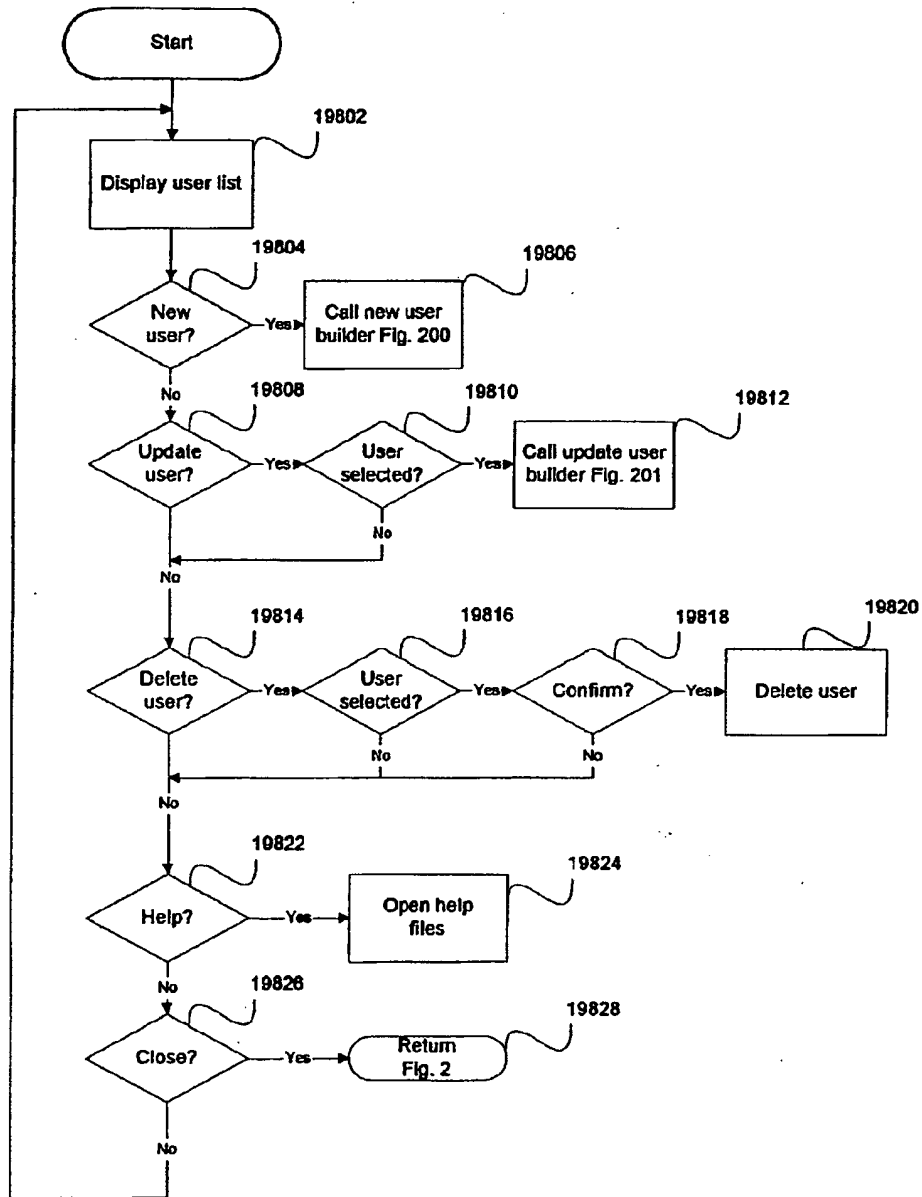 Start
19802
Display user list
19804
19806
New
user?
Yes
Call new user
builder Fig. 200
No
19808
19810
19812
Update
user?
Yes
User
selected?
Yes
Call update user
builder Fig. 201
No
No
19814
19816
19818
19820
Delete
user?
Yes
User
selected?
Yes
Confirm?
Yes
Delete user
No
No
No
19822
19824
Help?
Yes
Open help
files
No
19826
19828
Close?
Yes
Return
Fig. 2
No